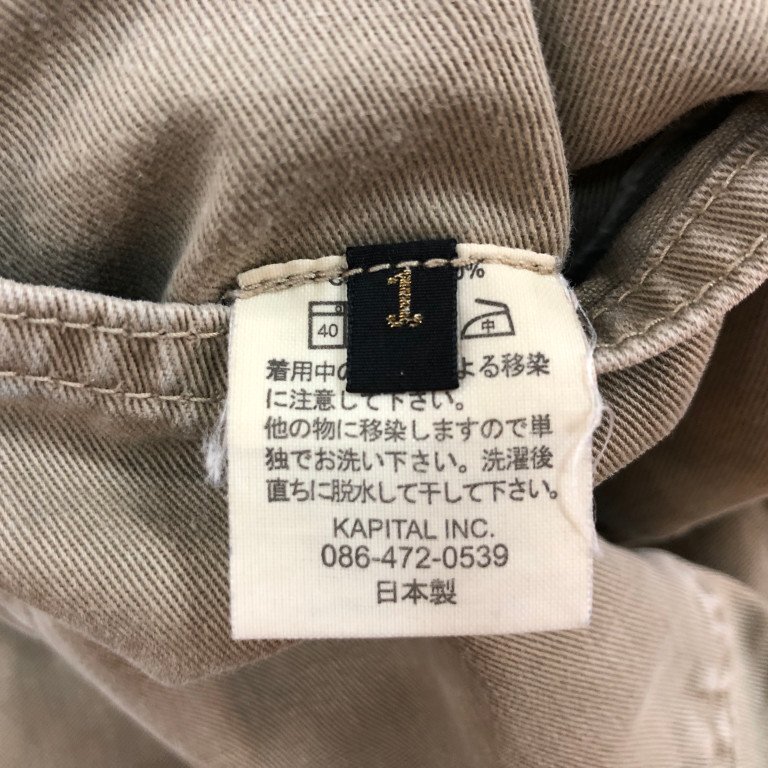 1
0%
40 中
着用中の よる移染
に注意して下さい。
他の物に移染しますので単
独でお洗い下さい。洗濯後
直ちに脱水して干して下さい。
KAPITAL INC.
086-472-0539
日本製